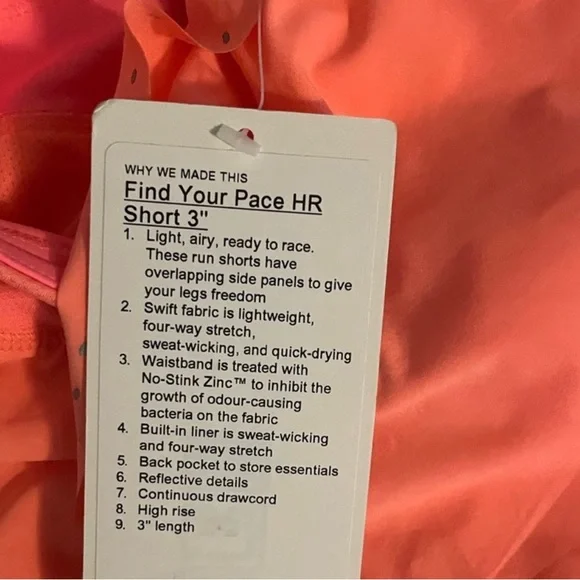 WHY WE MADE THIS
Find Your Pace HR
Short 3"
1. Light, airy, ready to race.
These run shorts have
overlapping side panels to give
your legs freedom
2. Swift fabric is lightweight,
four-way stretch,
sweat-wicking, and quick-drying
3. Waistband is treated with
No-Stink Zinc™ to inhibit the
growth of odour-causing
bacteria on the fabric
4. Built-in liner is sweat-wicking
and four-way stretch
5. Back pocket to store essentials
6. Reflective details
7. Continuous drawcord
8. High rise
9. 3" length